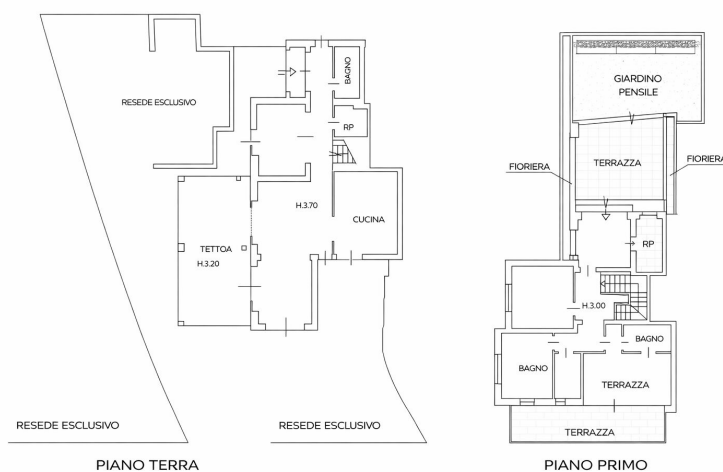 RESEDE ESCLUSIVO
BAGNO
RP
H.3.70
CUCINA
TETTOA
H.3.20
RESEDE ESCLUSIVO
RESEDE ESCLUSIVO
PIANO TERRA
GIARDINO
PENSILE
FIORIERA
TERRAZZA
FIORIERA
RP
H.3.00
BAGNO
BAGNO
TERRAZZA
TERRAZZA
PIANO PRIMO